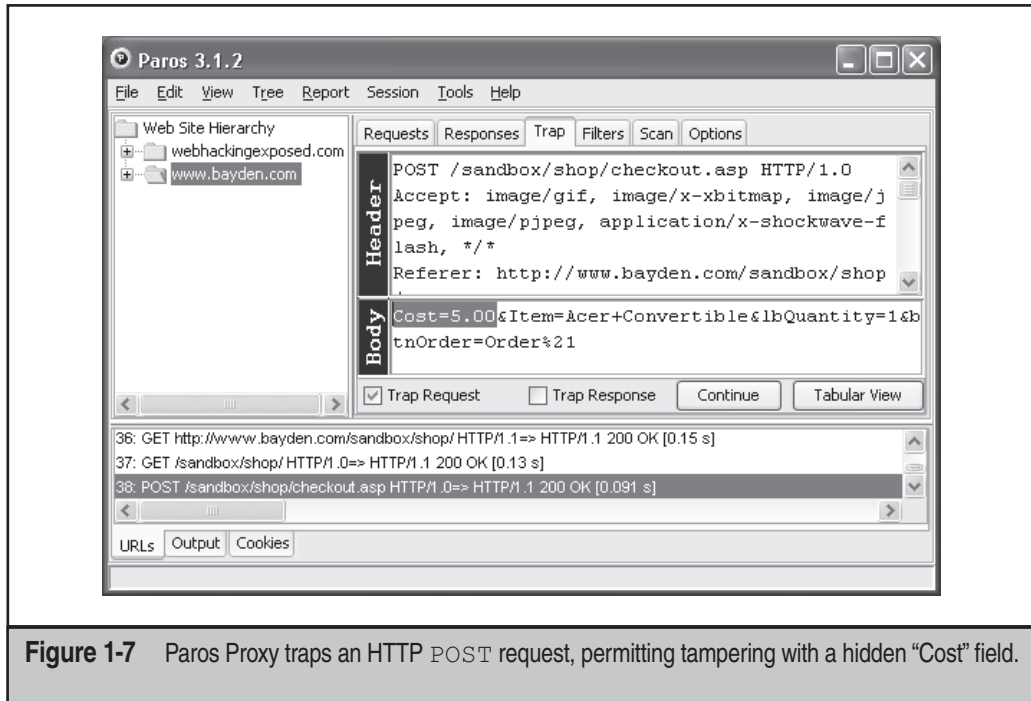 Paros 3.1.2
File Edit View Tree Report Session Tools Help
Web Site Hierarchy
webhackingexposed.com
www.bayden.com
Requests Responses Trap Filters Scan Options
Header
POST /sandbox/shop/checkout.asp HTTP/1.0
Accept: image/gif, image/x-xbitmap, image/j
peg, image/pjpeg, application/x-shockwave-f
lash, */*
Referer: http://www.bayden.com/sandbox/shop
Body
Cost=5.00&Item=Acer+Convertible&lbQuantity=1&b
tnOrder=Order%21
Trap Request Trap Response Continue Tabular View
36: GET http://www.bayden.com/sandbox/shop/ HTTP/1.1=> HTTP/1.1 200 OK [0.15 s]
37: GET /sandbox/shop/ HTTP/1.0=> HTTP/1.1 200 OK [0.13 s]
38: POST /sandbox/shop/checkout.asp HTTP/1.0=> HTTP/1.1 200 OK [0.091 s]
URLs Output Cookies
Figure 1-7 Paros Proxy traps an HTTP POST request, permitting tampering with a hidden “Cost” field.